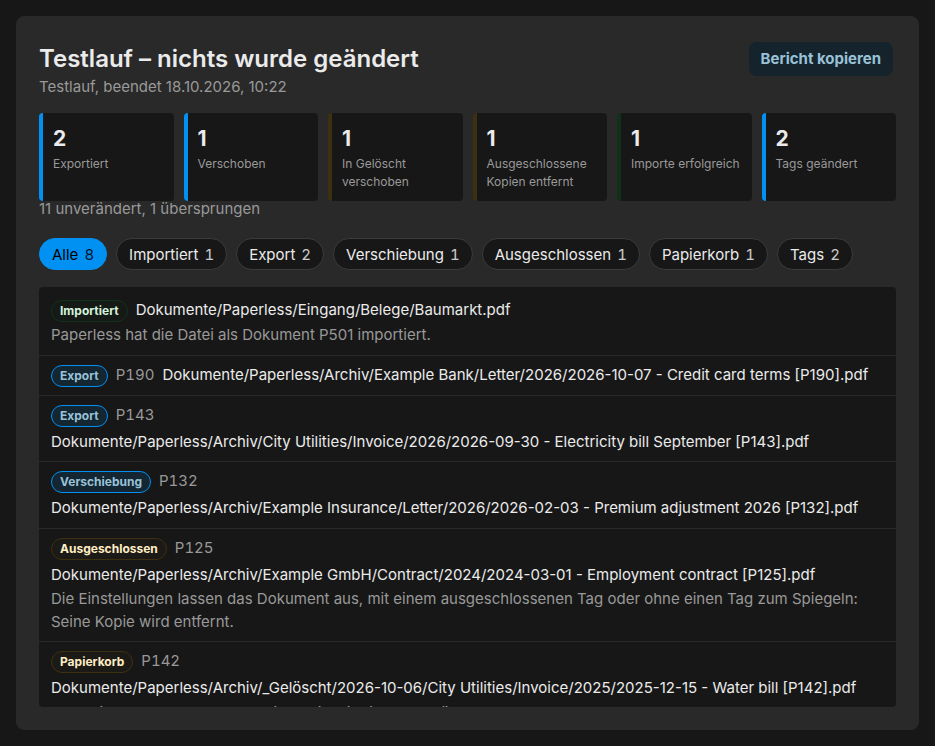 Testlauf – nichts wurde geändert
Bericht kopieren
Testlauf, beendet 18.10.2026, 10:22
2
Exportiert
1
Verschoben
1
In Gelöscht
verschoben
1
Ausgeschlossene
Kopien entfernt
1
Importe erfolgreich
2
Tags geändert
11 unverändert, 1 übersprungen
Alle 8
Importiert 1
Export 2
Verschiebung 1
Ausgeschlossen 1
Papierkorb 1
Tags 2
Importiert Dokumente/Paperless/Eingang/Belege/Baumarkt.pdf
Paperless hat die Datei als Dokument P501 importiert.
Export P190 Dokumente/Paperless/Archiv/Example Bank/Letter/2026/2026-10-07 - Credit card terms [P190].pdf
Export P143
Dokumente/Paperless/Archiv/City Utilities/Invoice/2026/2026-09-30 - Electricity bill September [P143].pdf
Verschiebung P132
Dokumente/Paperless/Archiv/Example Insurance/Letter/2026/2026-02-03 - Premium adjustment 2026 [P132].pdf
Ausgeschlossen P125
Dokumente/Paperless/Archiv/Example GmbH/Contract/2024/2024-03-01 - Employment contract [P125].pdf
Die Einstellungen lassen das Dokument aus, mit einem ausgeschlossenen Tag oder ohne einen Tag zum Spiegeln:
Seine Kopie wird entfernt.
Papierkorb P142
Dokumente/Paperless/Archiv/_Gelöscht/2026-10-06/City Utilities/Invoice/2025/2025-12-15 - Water bill [P142].pdf